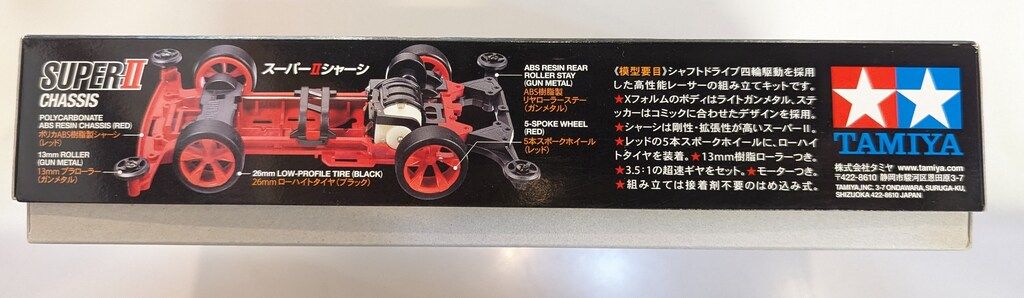 SUPER II
CHASSIS
スーパーⅡシャーシ
POLYCARBONATE
ABS RESIN CHASSIS (RED)
ポリカABS樹脂製シャーシ
(レッド)
13mm ROLLER
(GUN METAL)
13mm プラローラー
(ガンメタル)
26mm LOW-PROFILE TIRE (BLACK)
26mm ローハイトタイヤ(ブラック)
ABS RESIN REAR
ROLLER STAY
(GUN METAL)
ABS樹脂製
リヤローラーステー
(ガンメタル)
5-SPOKE WHEEL
(RED)
5本スポークホイール
(レッド)
《模型要目》シャフトドライブ四輪駆動を採用
した高性能レーサーの組み立てキットです。
★Xフォルムのボディはライトガンメタル、ステ
ッカーはコミックに合わせたデザインを採用。
★シャーシは剛性・拡張性が高いスーパーⅡ。
★レッドの5本スポークホイールに、ローハイ
トタイヤを装着。★13mm樹脂ローラーつき。
★3.5:1の超速ギヤをセット。★モーターつき。
★組み立ては接着剤不要のはめ込み式。
TAMIYA
株式会社タミヤ www.tamiya.com
〒422-8610 静岡市駿河区恩田原3-7
TAMIYA, INC. 3-7 ONDAWARA, SURUGA-KU,
SHIZUOKA 422-8610 JAPAN